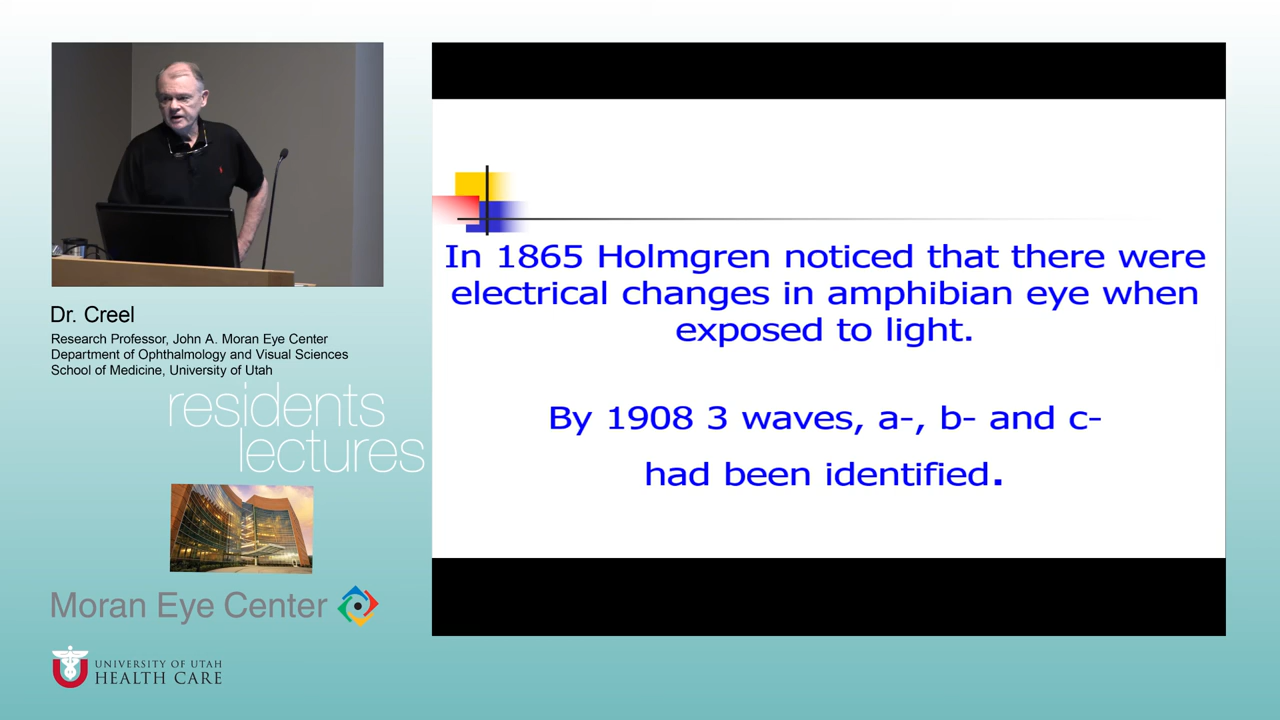 In 1865 Holmgren noticed that there were
electrical changes in amphibian eye when
exposed to light.
By 1908 3 waves, a-, b- and c-
had been identified.
Dr. Creel
Research Professor, John A. Moran Eye Center
Department of Ophthalmology and Visual Sciences
School of Medicine, University of Utah
residents
lectures
Moran Eye Center
UNIVERSITY OF UTAH
HEALTH CARE